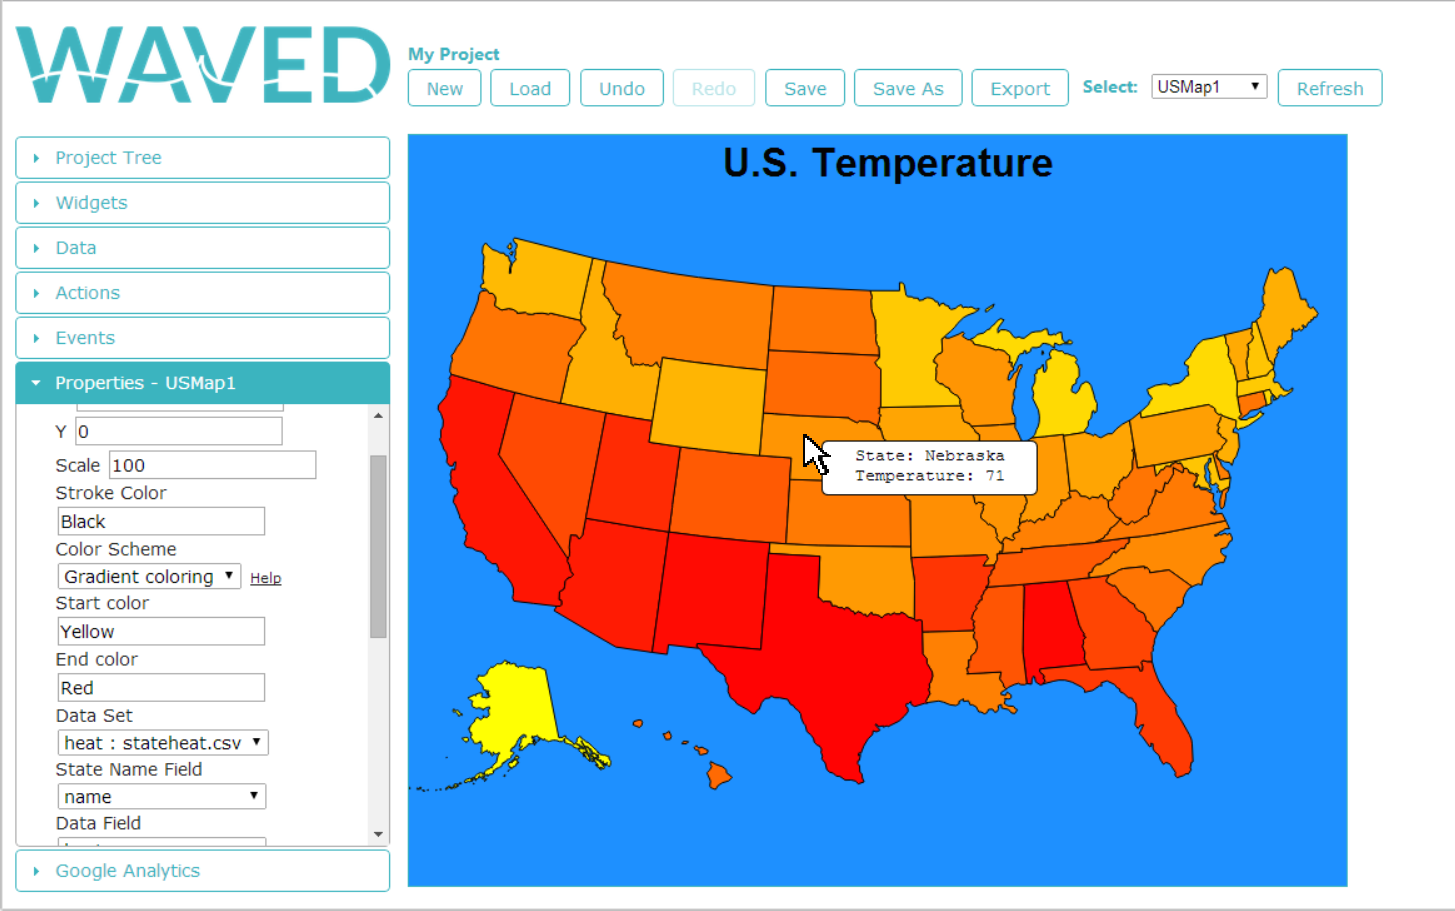 WAVED
My Project
New Load Undo Redo Save Save As Export Select: USMap1 Refresh
Project Tree
Widgets
Data
Actions
Events
Properties - USMap1
Y 0
Scale 100
Stroke Color
Black
Color Scheme
Gradient coloring Help
Start color
Yellow
End color
Red
Data Set
heat : stateheat.csv
State Name Field
name
Data Field
Google Analytics
U.S. Temperature
State: Nebraska
Temperature: 71